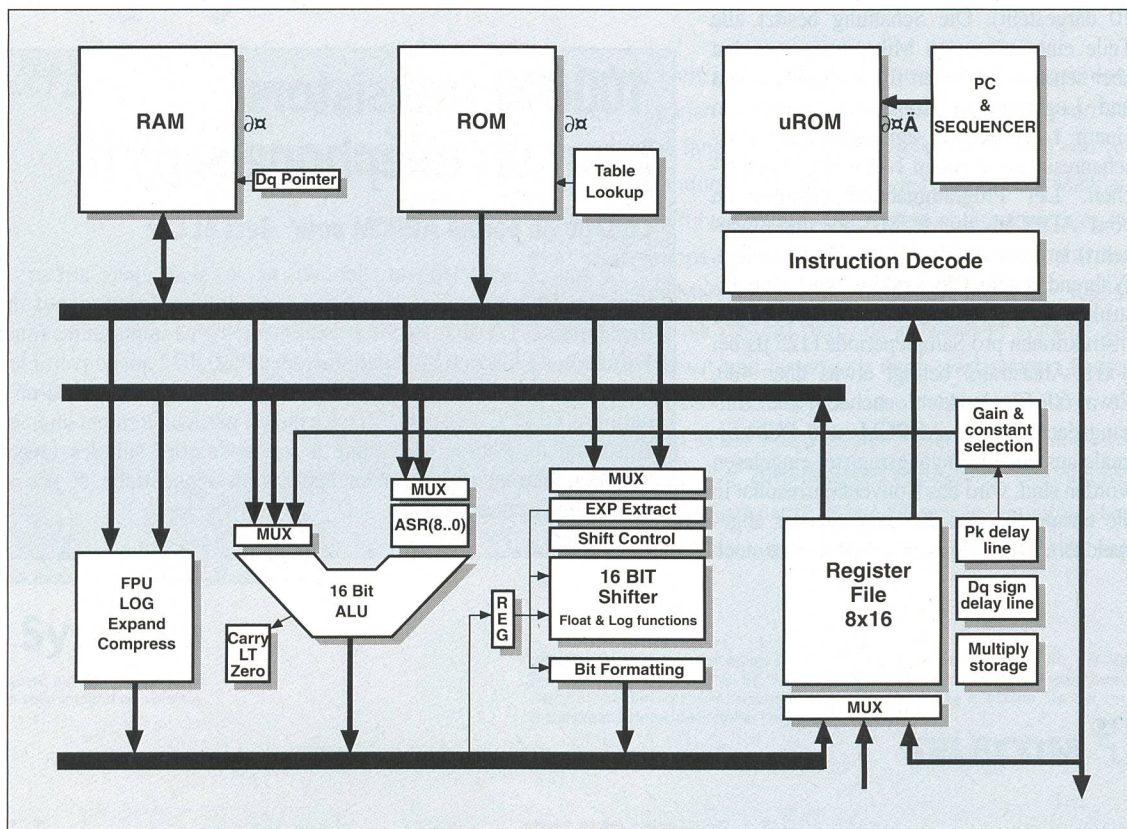 RAM
∂¤
Dq Pointer
ROM
∂¤
Table
Lookup
uROM
∂¤Ä
PC
&
SEQUENCER
Instruction Decode
Gain &
constant
selection
MUX
MUX
MUX
ASR(8..0)
EXP Extract
Shift Control
16 BIT
Shifter
Float & Log functions
Bit Formatting
FPU
LOG
Expand
Compress
16 Bit
ALU
Carry
LT
Zero
REG
Register
File
8x16
Pk delay
line
Dq sign
delay line
Multiply
storage
MUX